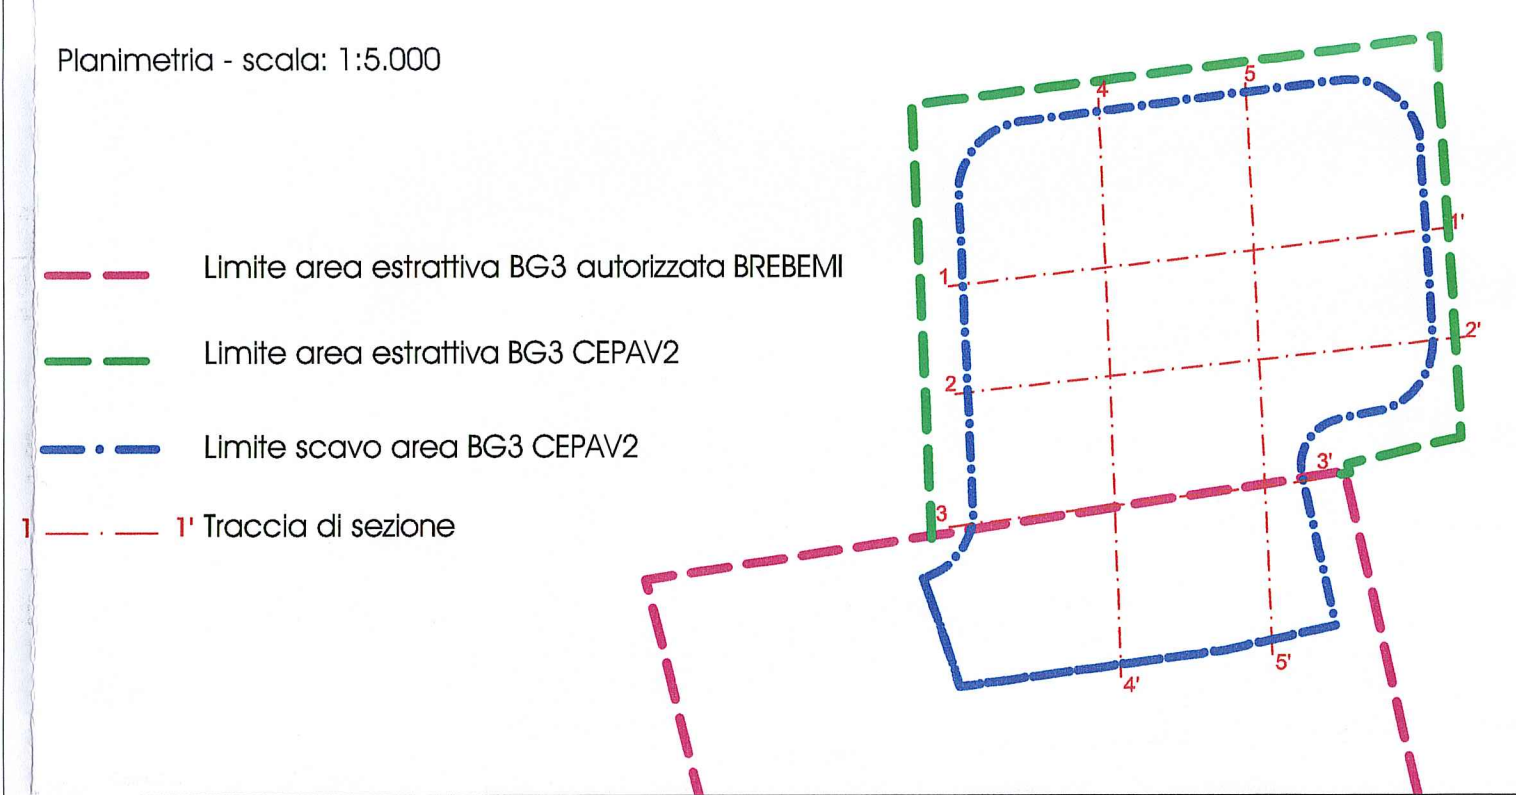 Planimetria - scala: 1:5.000
Limite area estrattiva BG3 autorizzata BREBEMI
Limite area estrattiva BG3 CEPAV2
Limite scavo area BG3 CEPAV2
1 1' Traccia di sezione
4
5
1
1'
2
2'
3
3'
4'
5'